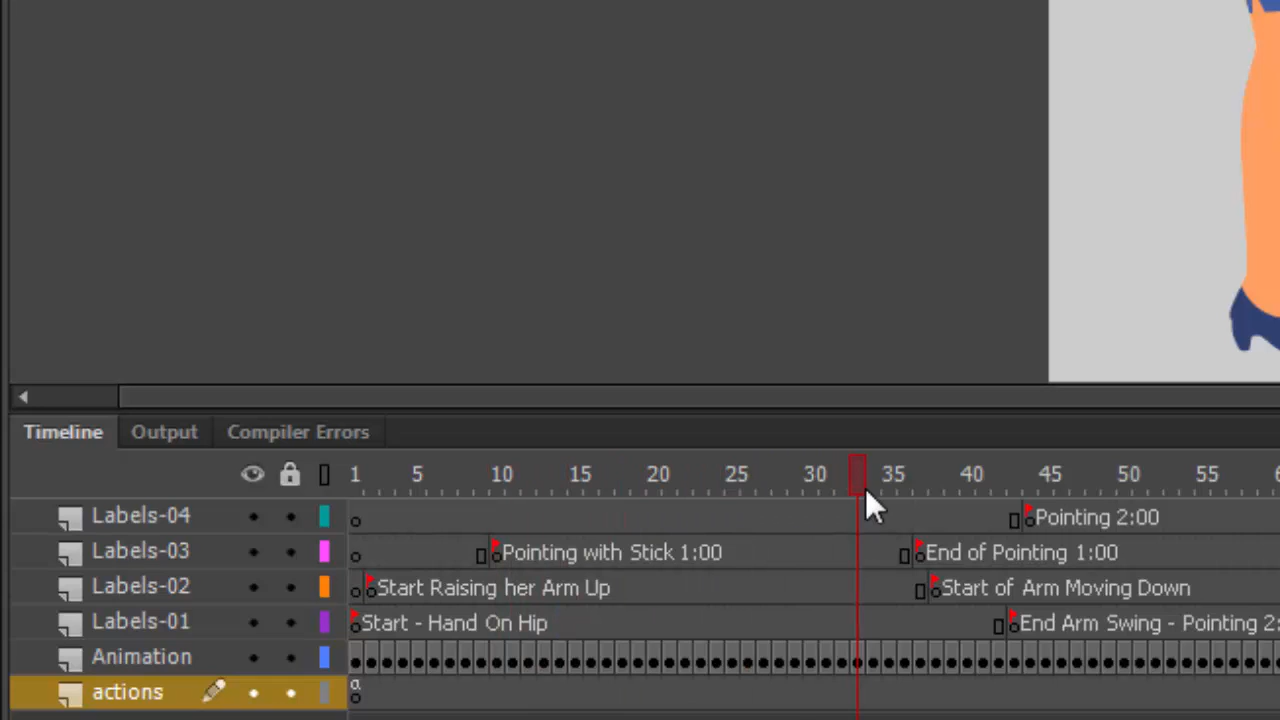 Timeline Output Compiler Errors
1 5 10 15 20 25 30 35 40 45 50 55
Labels-04 Pointing 2:00
Labels-03 Pointing with Stick 1:00 End of Pointing 1:00
Labels-02 Start Raising her Arm Up Start of Arm Moving Down
Labels-01 Start - Hand On Hip End Arm Swing - Pointing
Animation
actions a